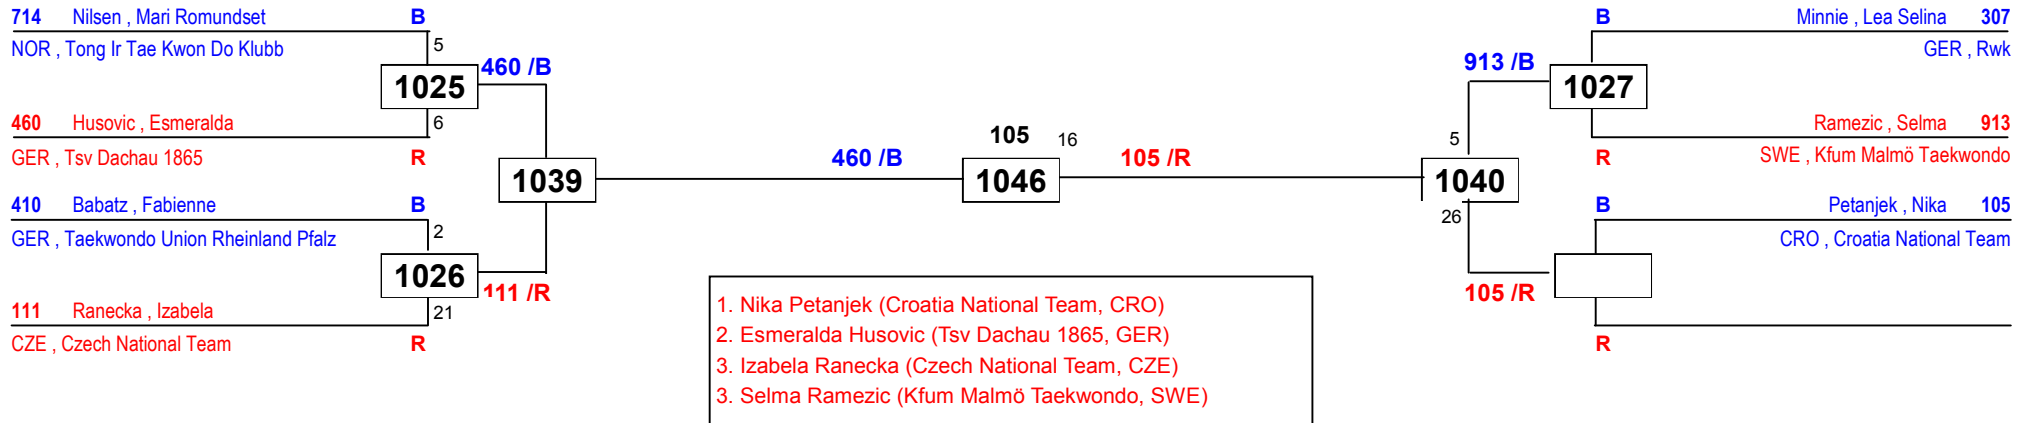 714 Nilsen , Mari Romundset B
NOR , Tong Ir Tae Kwon Do Klubb
5
1025
460 /B
6
460 Husovic , Esmeralda
GER , Tsv Dachau 1865 R
1039
410 Babatz , Fabienne B
GER , Taekwondo Union Rheinland Pfalz
2
1026
111 /R
21
111 Ranecka , Izabela
CZE , Czech National Team R
460 /B
105
16
1046
105 /R
B Minnie , Lea Selina 307
GER , Rwk
913 /B
1027
Ramezic , Selma 913
R SWE , Kfum Malmö Taekwondo
5
1040
26
B Petanjek , Nika 105
CRO , Croatia National Team
105 /R
R
1. Nika Petanjek (Croatia National Team, CRO)
2. Esmeralda Husovic (Tsv Dachau 1865, GER)
3. Izabela Ranecka (Czech National Team, CZE)
3. Selma Ramezic (Kfum Malmö Taekwondo, SWE)